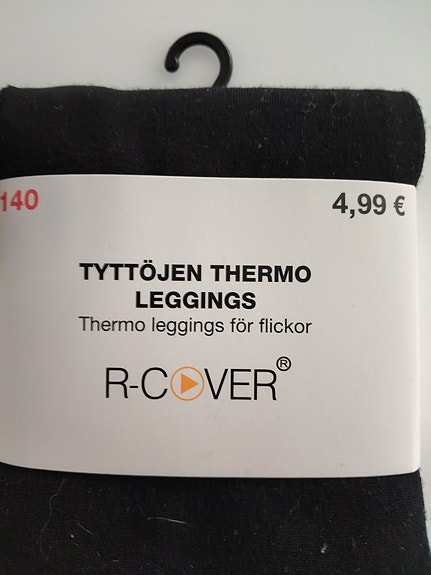 140
4,99 €
TYTTÖJEN THERMO
LEGGINGS
Thermo leggings för flickor
R-COVER®